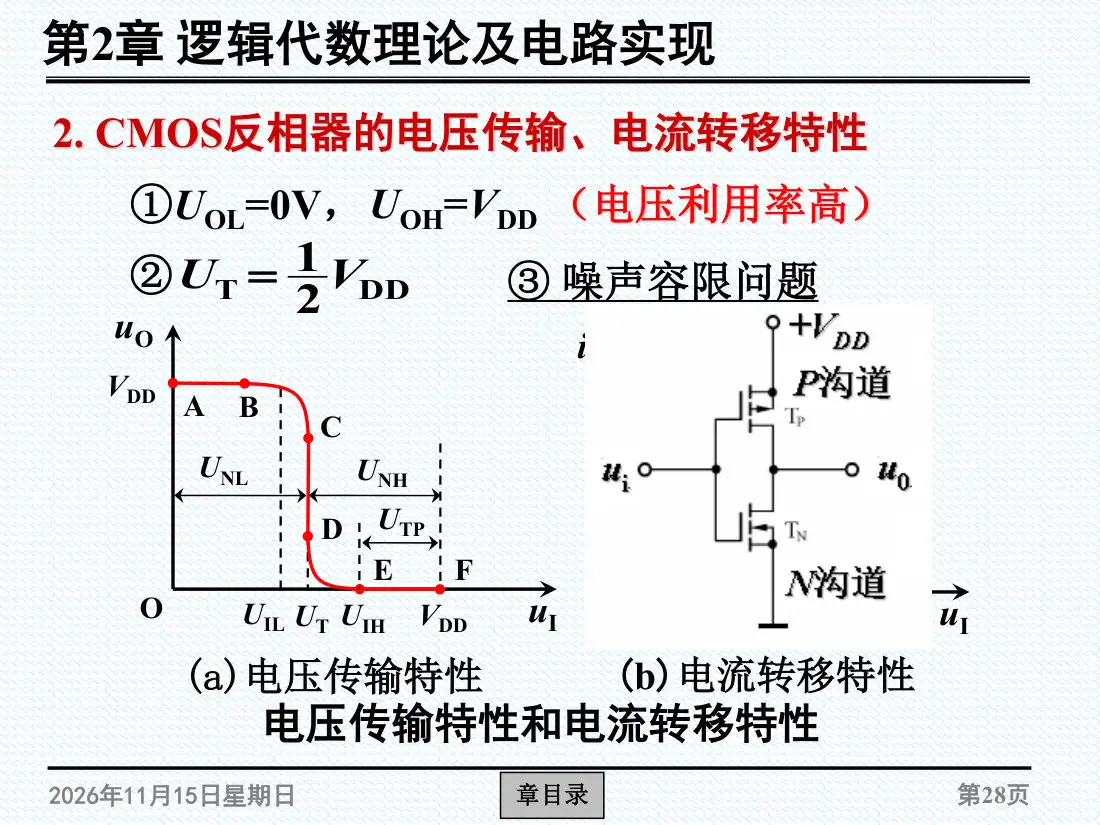 第2章 逻辑代数理论及电路实现
2. CMOS反相器的电压传输、电流转移特性
①UOL=0V, UOH=VDD（电压利用率高）
②UT=1/2VDD ③ 噪声容限问题
uO
VDD
A B
C
UNL UNH
D UTP
E F
O
UIL UT UIH VDD uI
i
+VDD
P沟道
TP
ui u0
TN
N沟道
uI
(a)电压传输特性 (b)电流转移特性
电压传输特性和电流转移特性
2026年11月15日星期日 章目录 第28页